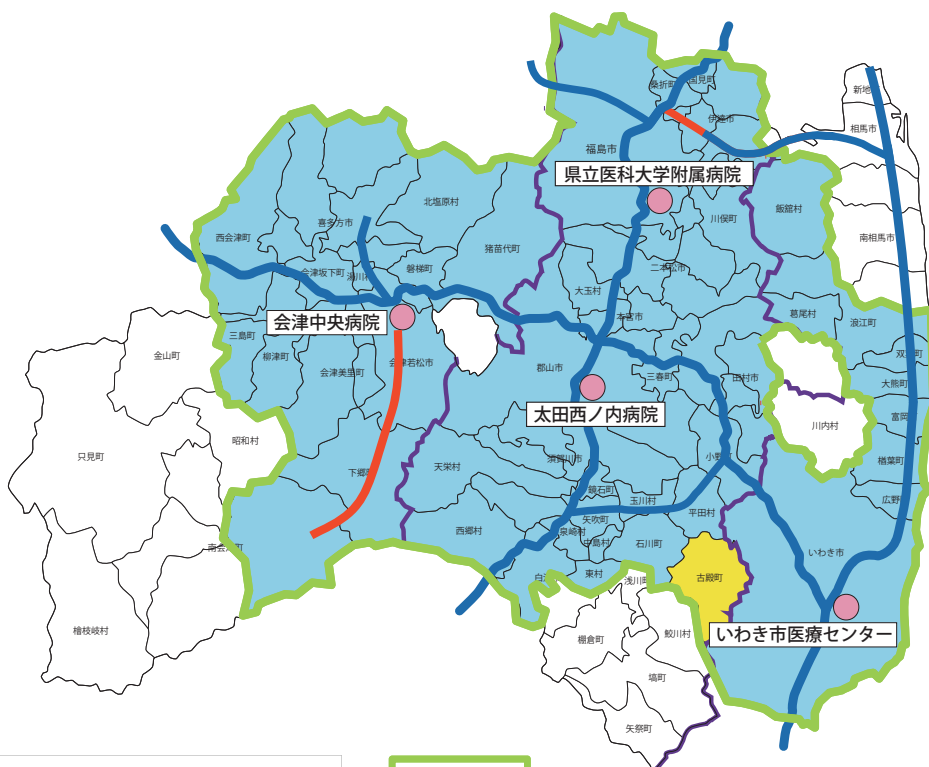 新地
桑折町
国見町
伊達市
相馬市
福島市
県立医科大学附属病院
北塩原村
川俣町
飯舘村
喜多方市
西会津町
猪苗代町
南相馬市
会津坂下町
湯川村
磐梯町
二本松市
大玉村
本宮市
葛尾村
浪江町
会津中央病院
三島町
金山町
柳津町
会津美里町
会津若松市
郡山市
三春町
田村市
双葉町
大熊町
太田西ノ内病院
富岡
川内村
昭和村
只見町
下郷
天栄村
須賀川市
小野町
楢葉町
鏡石町
玉川村
広野
矢吹町
平田村
西郷村
泉崎村
中島村
石川町
いわき市
南会津町
白
東村
浅川町
古殿町
檜枝岐村
棚倉町
鮫川村
いわき市医療センター
塙町
矢祭町